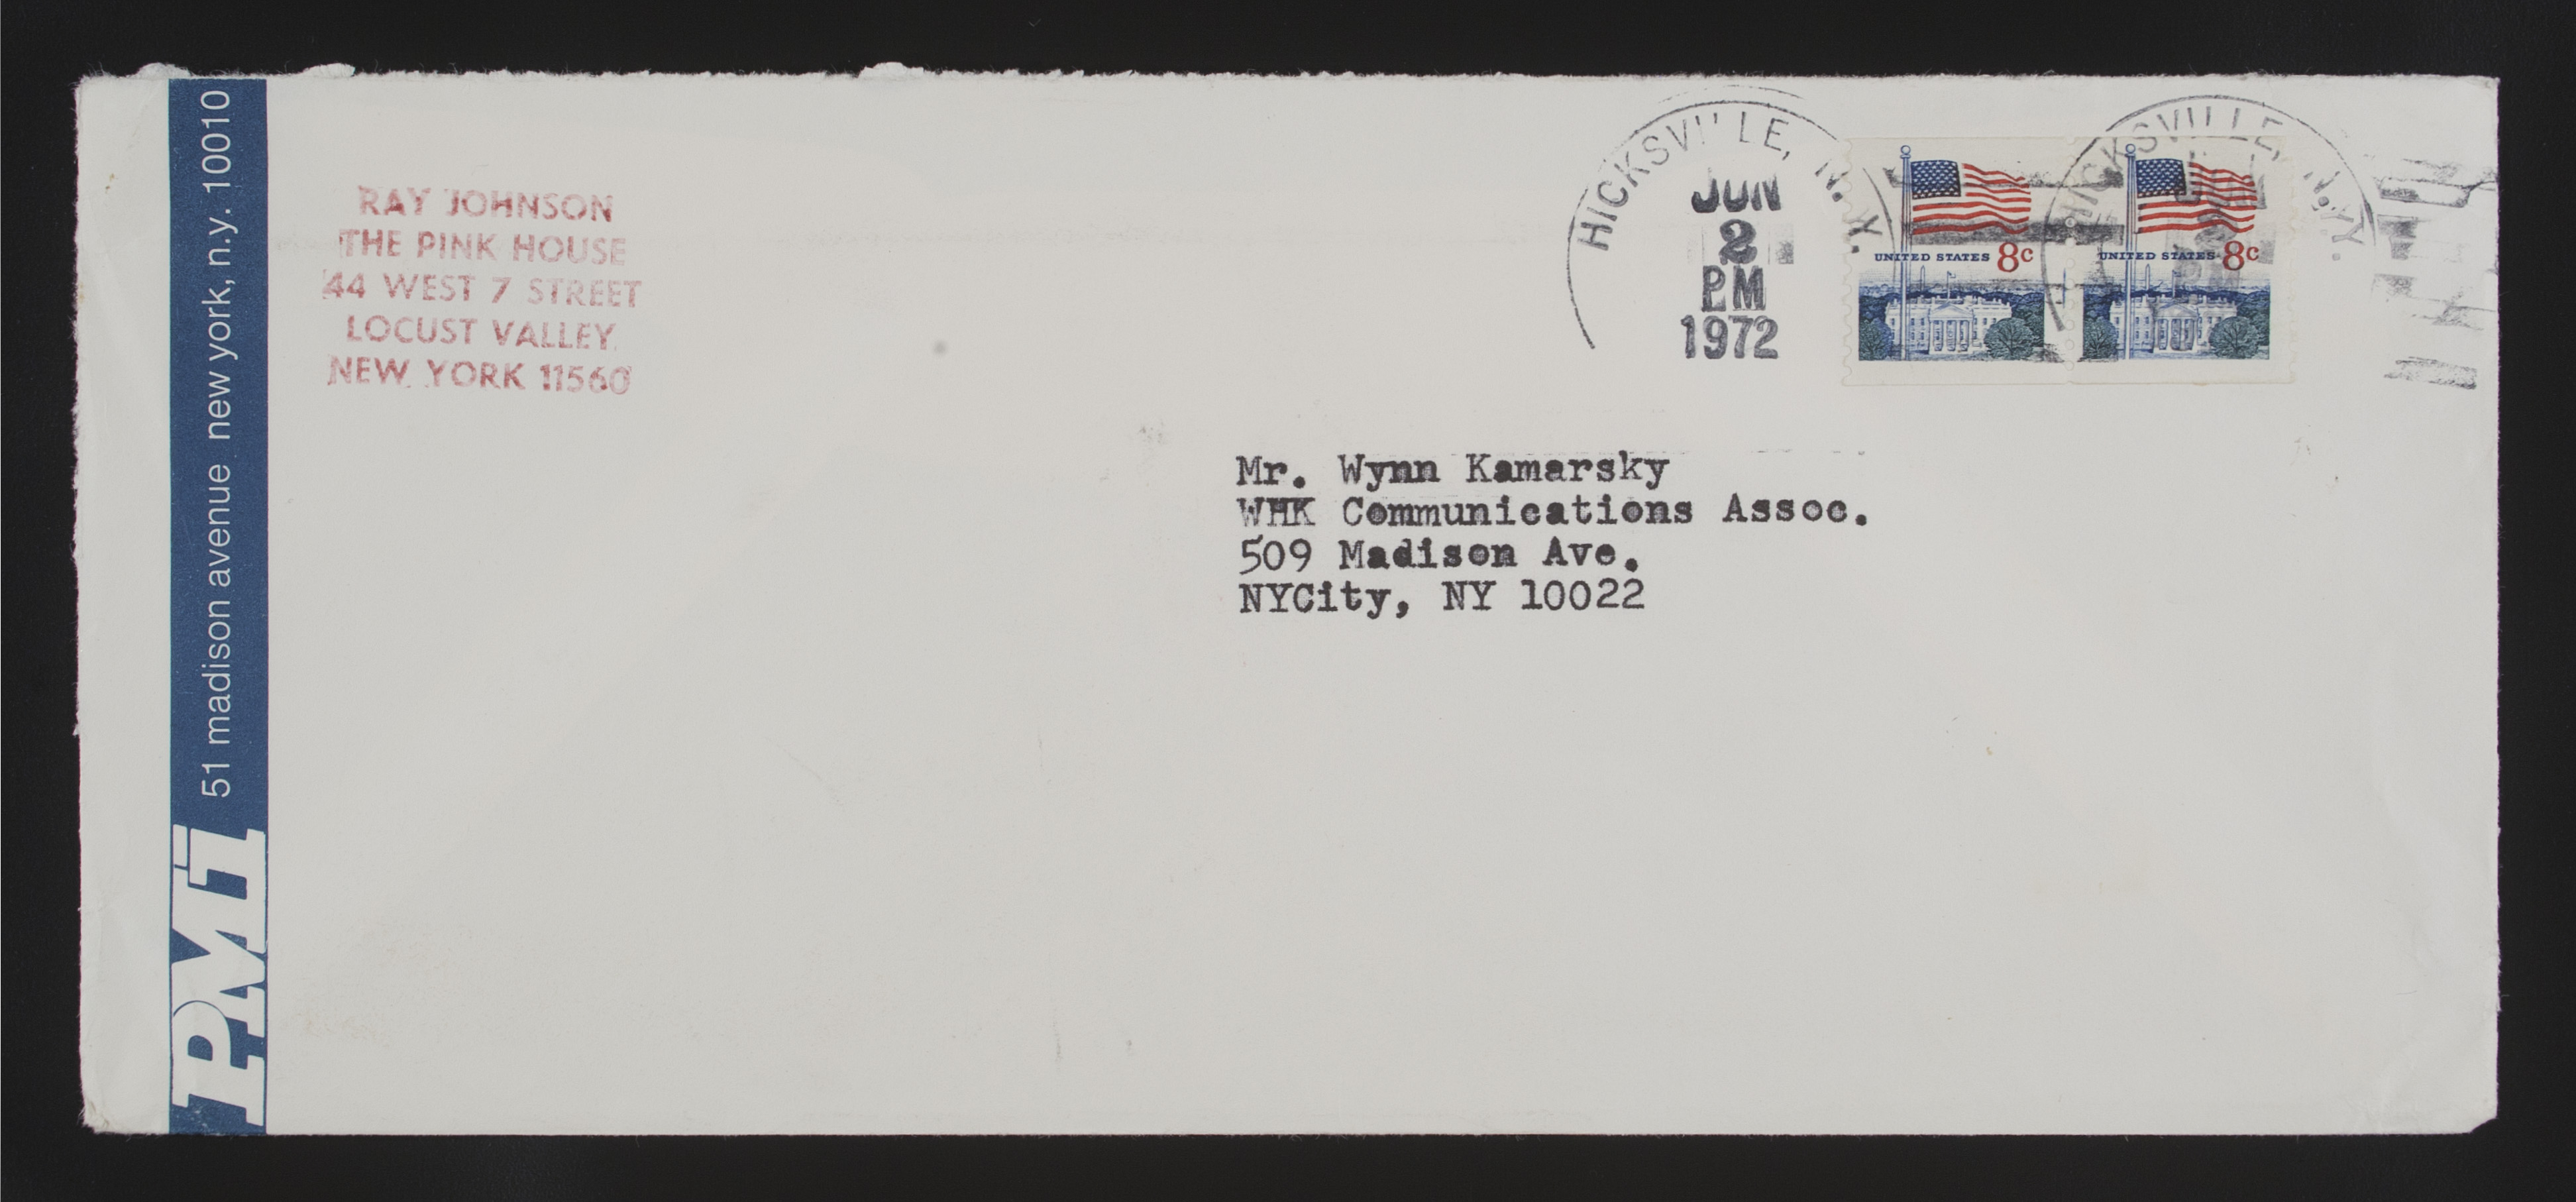 PMI 51 madison avenue new york, n.y. 10010
RAY JOHNSON
THE PINK HOUSE
44 WEST 7 STREET
LOCUST VALLEY
NEW YORK 11560
HICKSVILLE, N.Y.
JUN
2
PM
1972
HICKSVILLE, N.Y.
UNITED STATES 8c
UNITED STATES 8c
Mr. Wynn Kamarsky
WHK Communications Assoc.
509 Madison Ave.
NYCity, NY 10022